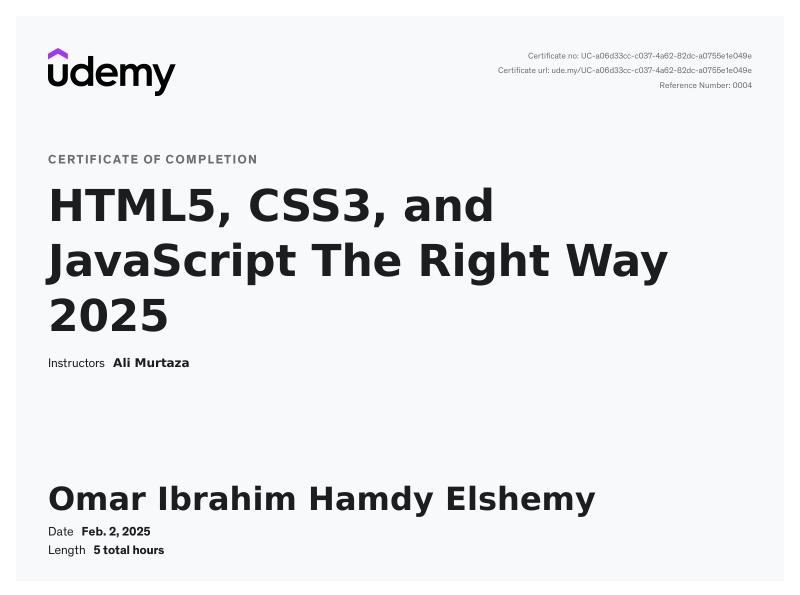 udemy
Certificate no: UC-a06d33cc-c037-4a62-82dc-a0755e1e049e
Certificate url: ude.my/UC-a06d33cc-c037-4a62-82dc-a0755e1e049e
Reference Number: 0004
CERTIFICATE OF COMPLETION
HTML5, CSS3, and
JavaScript The Right Way
2025
Instructors Ali Murtaza
Omar Ibrahim Hamdy Elshemy
Date Feb. 2, 2025
Length 5 total hours